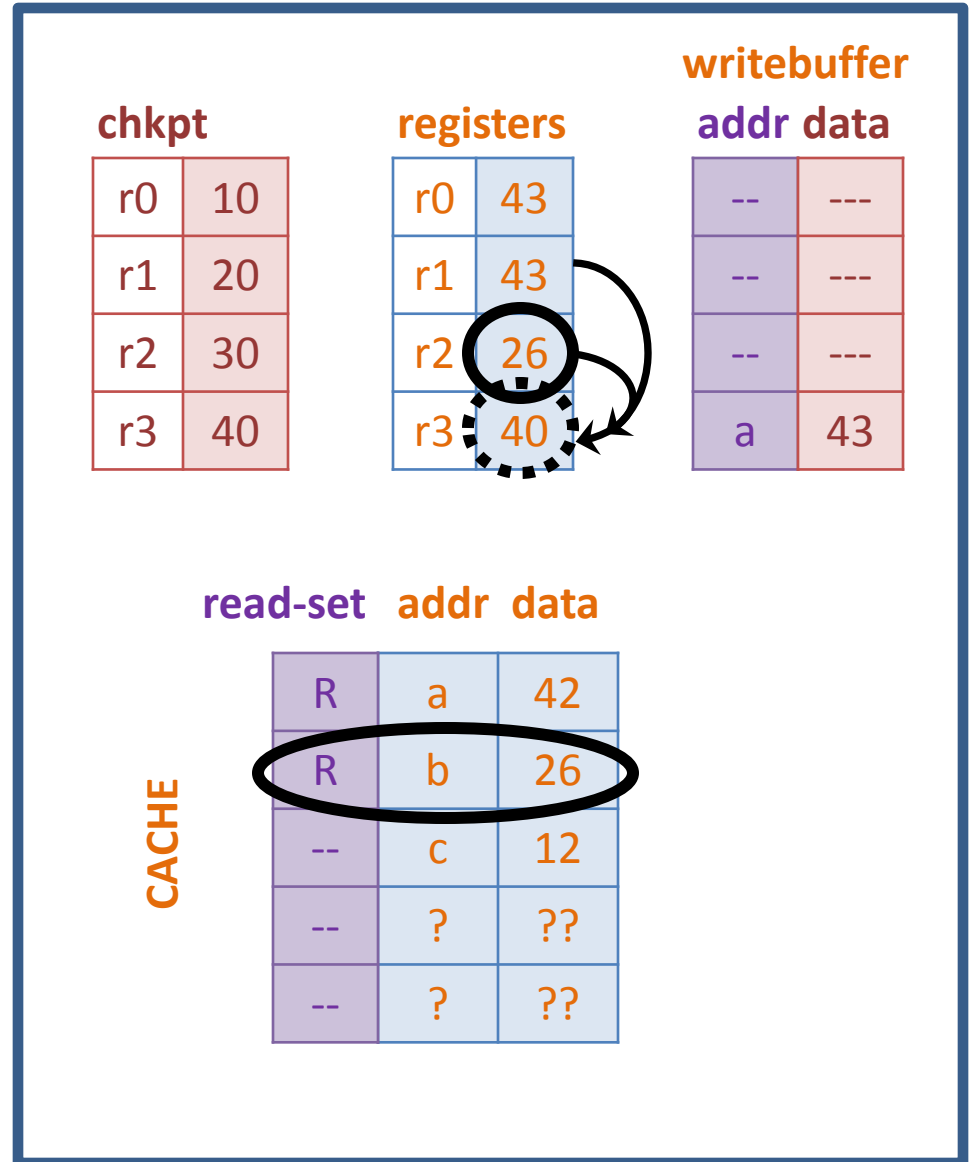 writebuffer
chkpt registers addr data
r0 10 r0 43 -- ---
r1 20 r1 43 -- ---
r2 30 r2 26 -- ---
r3 40 r3 40 a 43
read-set addr data
R a 42
R b 26
-- c 12
-- ? ??
-- ? ??
CACHE